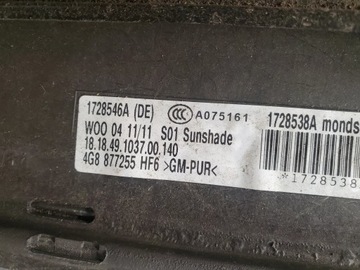 1728546A (DE) CCC A075161 1728538A
WOO 04 11/11 S01 Sunshade
18.18.49.1037.00.140
4G8 877255 HF6 >GM-PUR<
*1728538